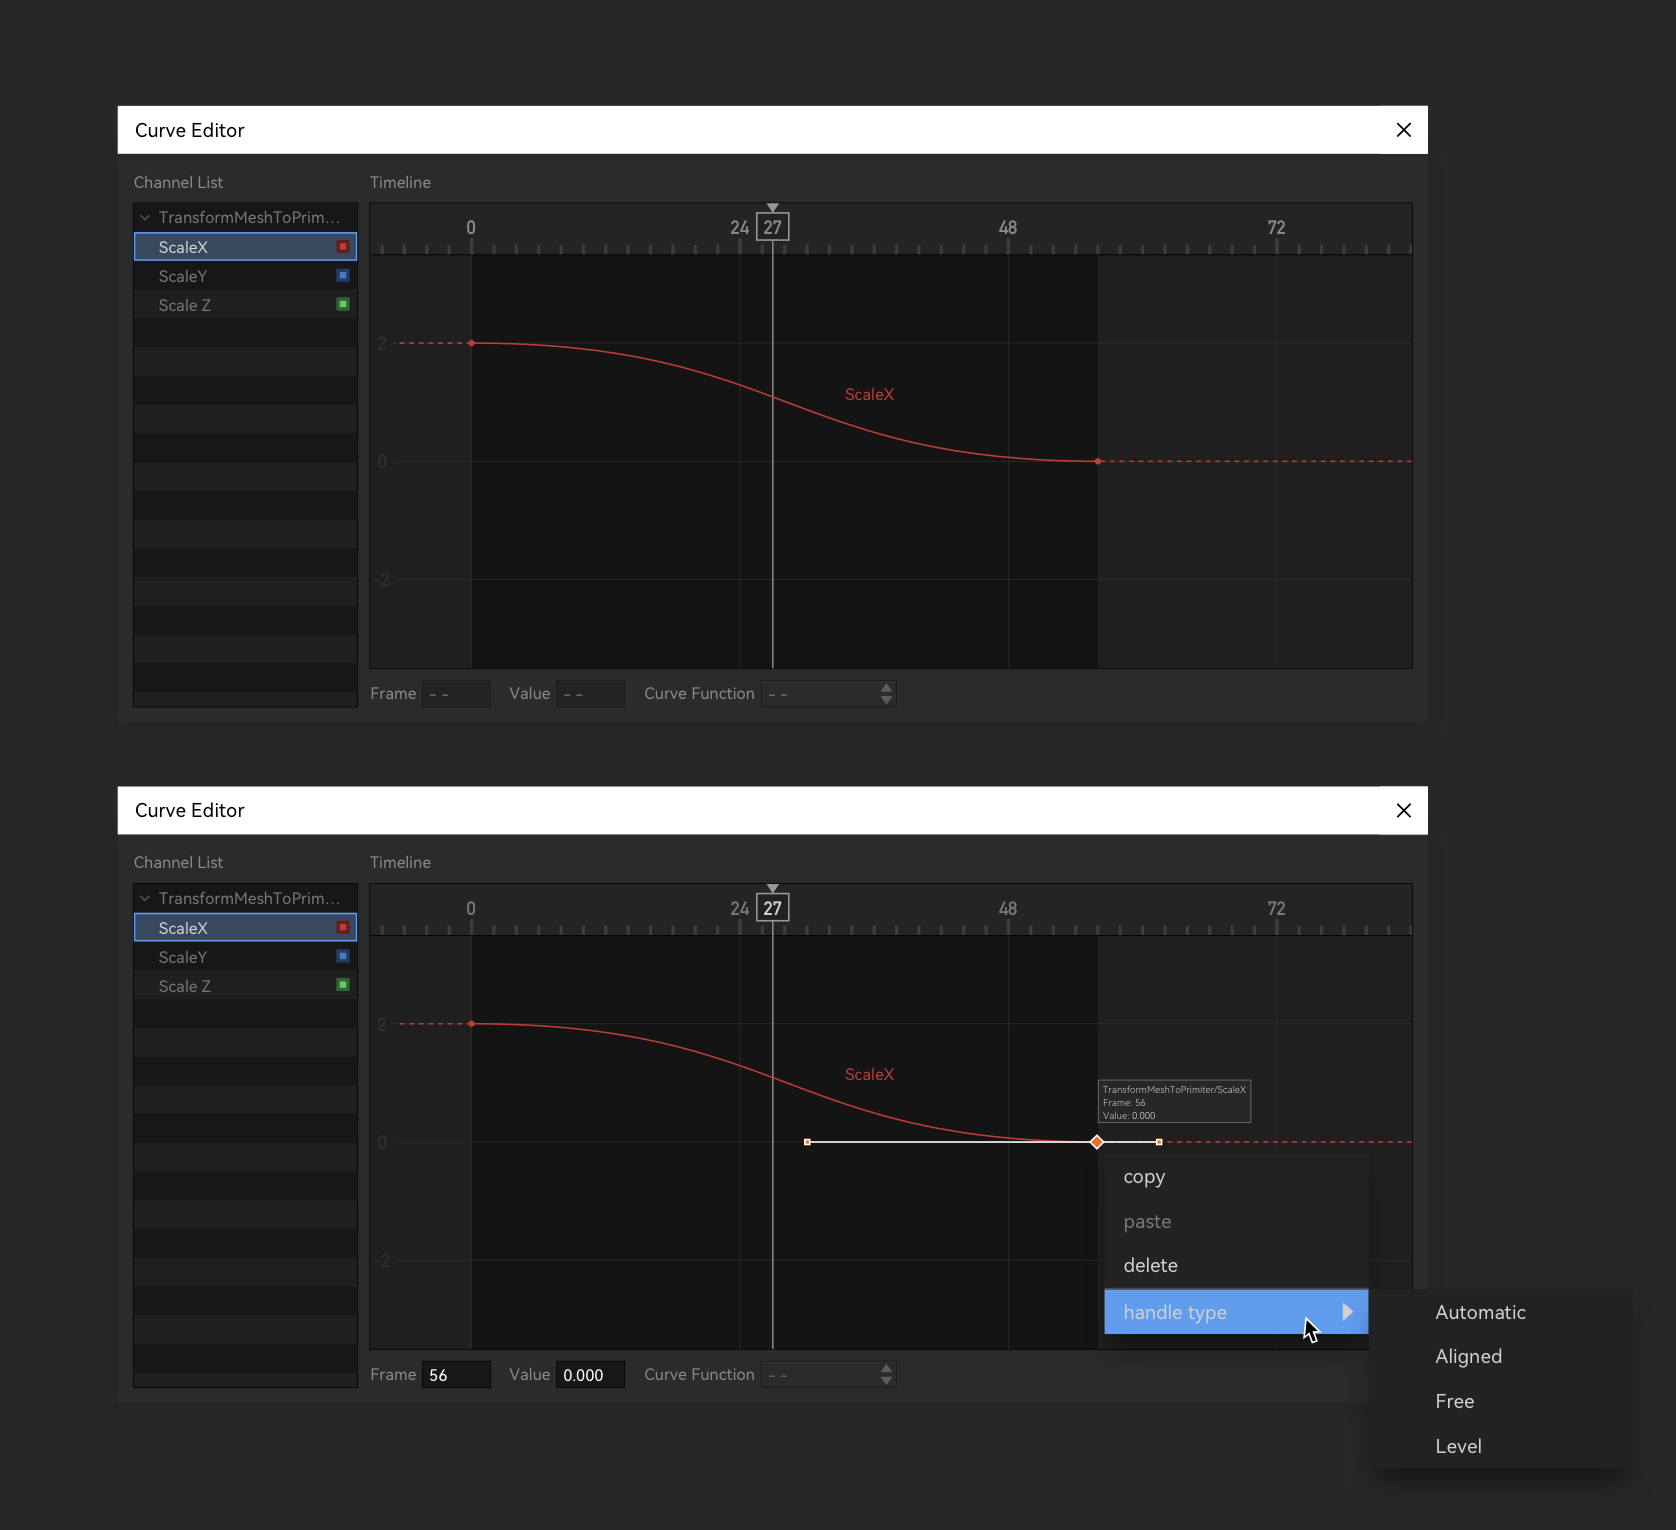 Curve Editor
Channel List
Timeline
TransformMeshToPrim...
ScaleX
ScaleY
Scale Z
0
24
27
48
72
2
0
-2
ScaleX
Frame
- -
Value
- -
Curve Function
- -
Curve Editor
Channel List
Timeline
TransformMeshToPrim...
ScaleX
ScaleY
Scale Z
0
24
27
48
72
2
0
-2
ScaleX
TransformMeshToPrimiter/ScaleX
Frame: 56
Value: 0.000
copy
paste
delete
handle type
Automatic
Aligned
Free
Level
Frame
56
Value
0.000
Curve Function
- -